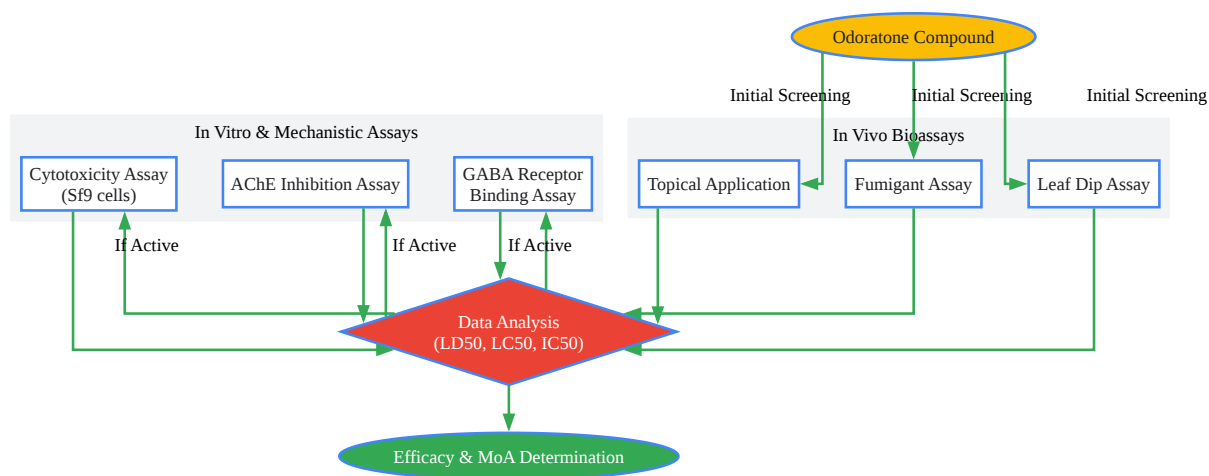 Odoratone Compound
Initial Screening
Initial Screening
Initial Screening
In Vitro & Mechanistic Assays
In Vivo Bioassays
Cytotoxicity Assay
(Sf9 cells)
AChE Inhibition Assay
GABA Receptor
Binding Assay
Topical Application
Fumigant Assay
Leaf Dip Assay
If Active
If Active
If Active
Data Analysis
(LD50, LC50, IC50)
Efficacy & MoA Determination